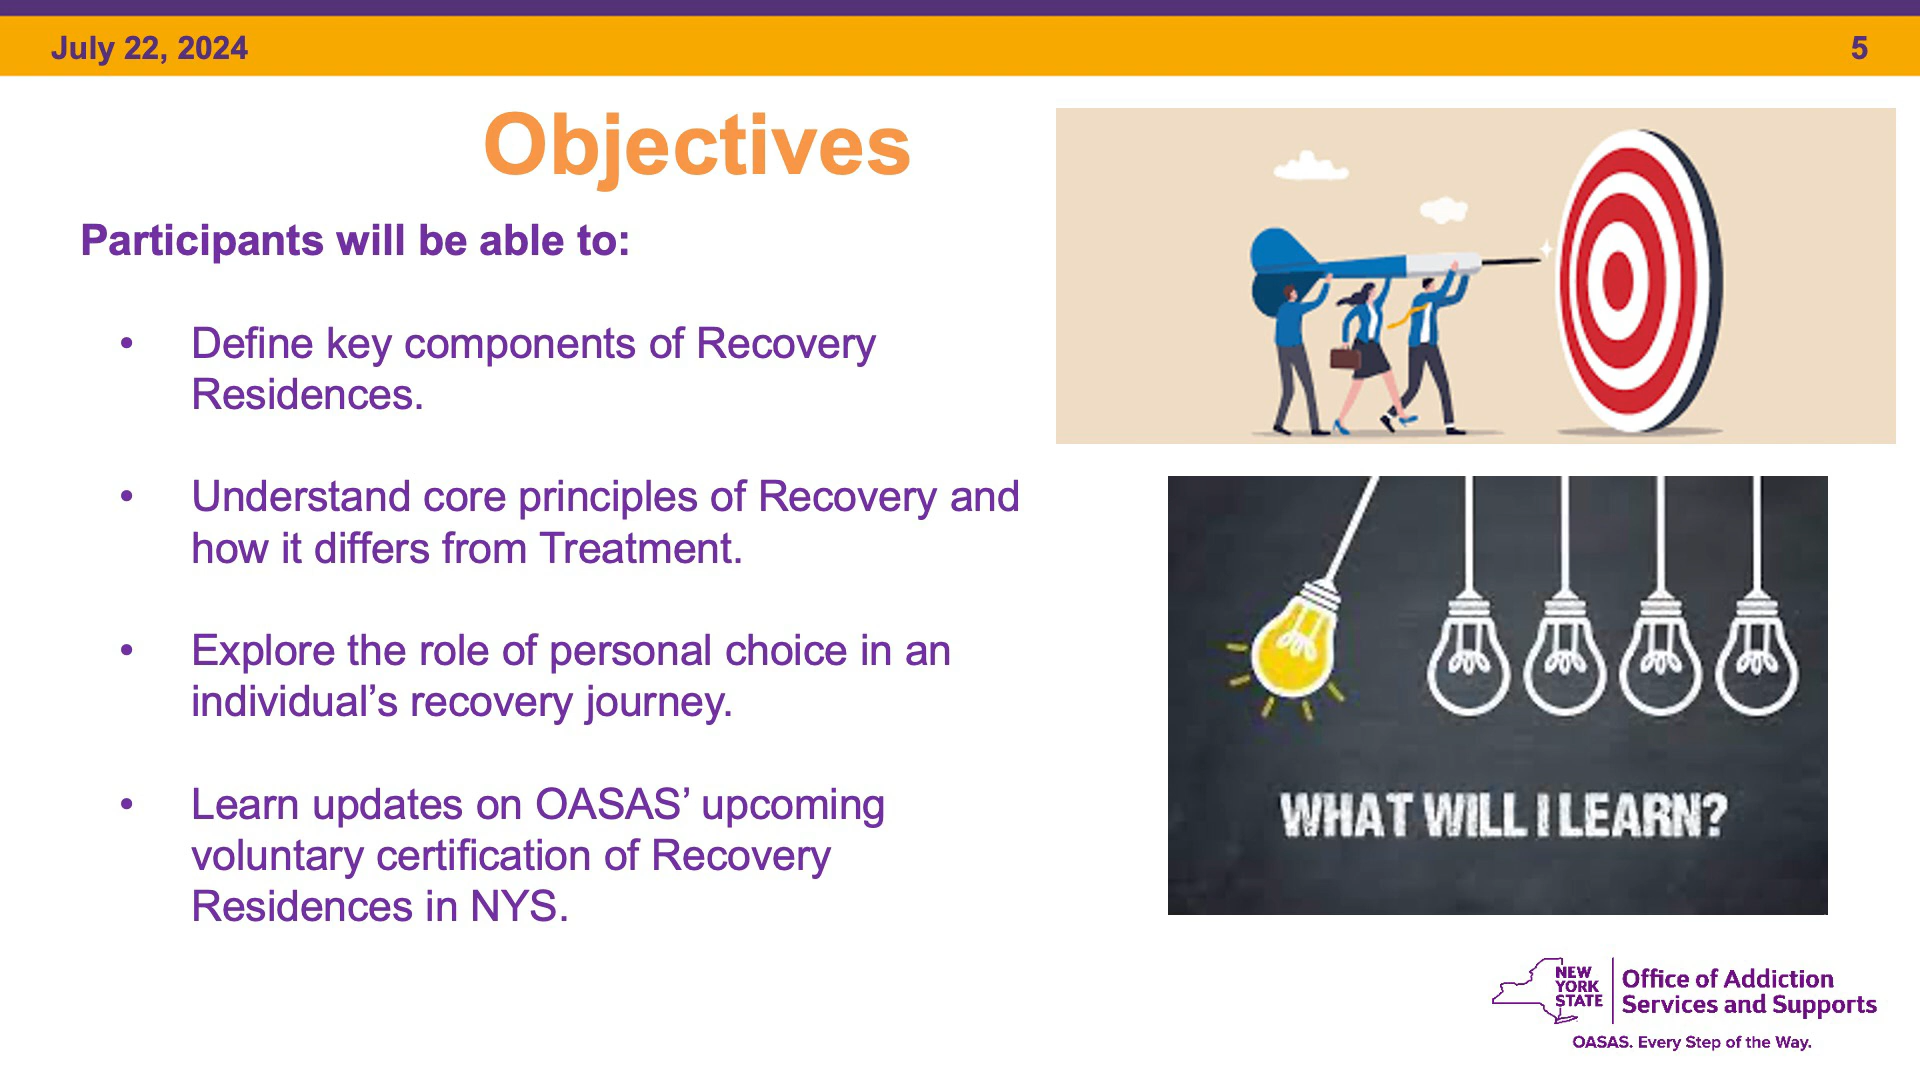 July 22, 2024
5
Objectives
Participants will be able to:
• Define key components of Recovery
Residences.
• Understand core principles of Recovery and
how it differs from Treatment.
• Explore the role of personal choice in an
individual’s recovery journey.
• Learn updates on OASAS’ upcoming
voluntary certification of Recovery
Residences in NYS.
WHAT WILL I LEARN?
NEW
YORK
STATE
Office of Addiction
Services and Supports
OASAS. Every Step of the Way.